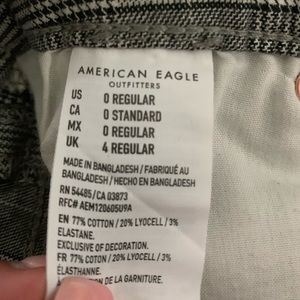 AMERICAN EAGLE
OUTFITTERS
US 0 REGULAR
CA 0 STANDARD
MX 0 REGULAR
UK 4 REGULAR
MADE IN BANGLADESH / FABRIQUÉ AU
BANGLADESH / HECHO EN BANGLADESH
RN 54485 / CA 03873
RFC# AEM120605U9A
EN 77% COTTON / 20% LYOCELL / 3%
ELASTANE.
EXCLUSIVE OF DECORATION.
FR 77% COTON / 20% LYOCELL / 3%
ÉLASTHANNE.
DE LA GARNITURE.